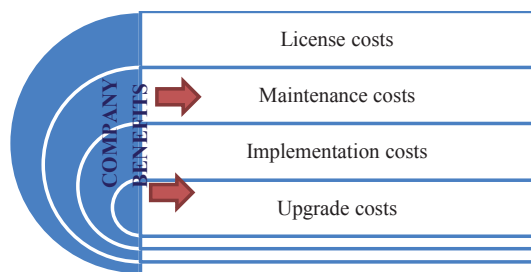 COMPANY
BENEFITS
License costs
Maintenance costs
Implementation costs
Upgrade costs